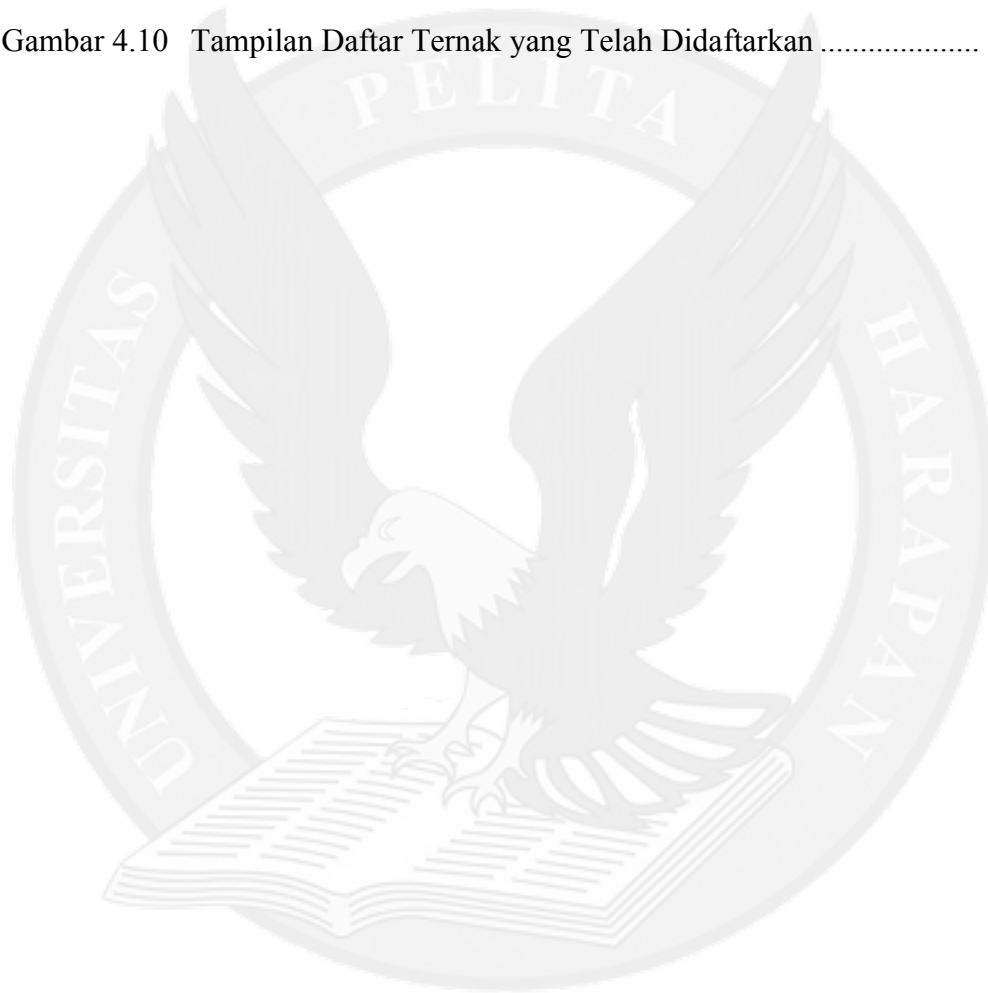 Gambar 4.10 Tampilan Daftar Ternak yang Telah Didaftarkan ....................
UNIVERSITAS PELITA HARAPAN